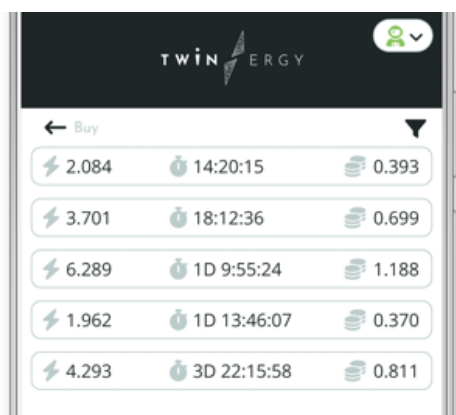 TWiN ERGY
Buy
2.084 14:20:15 0.393
3.701 18:12:36 0.699
6.289 1D 9:55:24 1.188
1.962 1D 13:46:07 0.370
4.293 3D 22:15:58 0.811